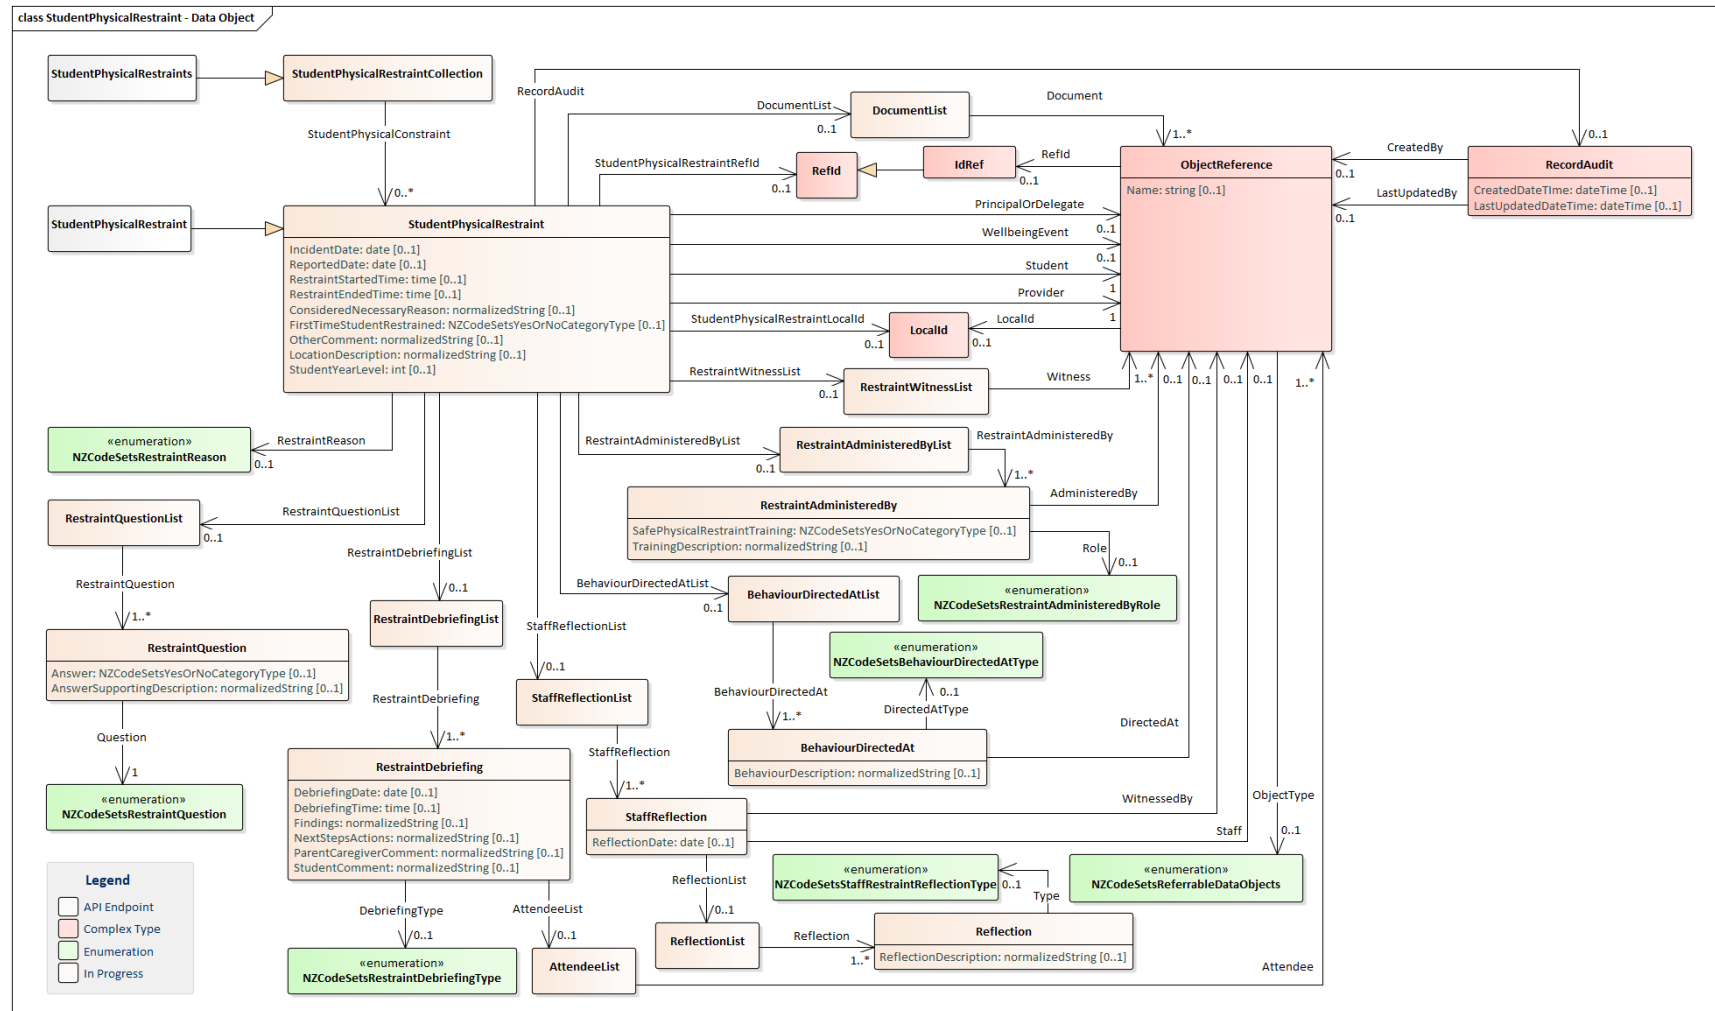 class StudentPhysicalRestraint - Data Object
StudentPhysicalRestraints
StudentPhysicalRestraintCollection
StudentPhysicalConstraint
0..*
StudentPhysicalRestraint
StudentPhysicalRestraint
IncidentDate: date [0..1]
ReportedDate: date [0..1]
RestraintStartedTime: time [0..1]
RestraintEndedTime: time [0..1]
ConsideredNecessaryReason: normalizedString [0..1]
FirstTimeStudentRestrained: NZCodeSetsYesOrNoCategoryType [0..1]
OtherComment: normalizedString [0..1]
LocationDescription: normalizedString [0..1]
StudentYearLevel: int [0..1]
RecordAudit
0..1
DocumentList
0..1
DocumentList
Document
1..*
StudentPhysicalRestraintRefId
0..1
RefId
IdRef
RefId
0..1
ObjectReference
Name: string [0..1]
CreatedBy
0..1
LastUpdatedBy
0..1
RecordAudit
CreatedDateTIme: dateTime [0..1]
LastUpdatedDateTime: dateTime [0..1]
PrincipalOrDelegate
0..1
WellbeingEvent
0..1
Student
1
Provider
1
StudentPhysicalRestraintLocalId
0..1
LocalId
LocalId
0..1
RestraintWitnessList
0..1
RestraintWitnessList
Witness
1..*
0..1
0..1
0..1
0..1
1..*
RestraintReason
0..1
«enumeration»
NZCodeSetsRestraintReason
RestraintAdministeredByList
0..1
RestraintAdministeredByList
RestraintAdministeredBy
1..*
RestraintAdministeredBy
SafePhysicalRestraintTraining: NZCodeSetsYesOrNoCategoryType [0..1]
TrainingDescription: normalizedString [0..1]
AdministeredBy
Role
0..1
«enumeration»
NZCodeSetsRestraintAdministeredByRole
RestraintQuestionList
RestraintQuestionList
0..1
RestraintQuestion
1..*
RestraintQuestion
Answer: NZCodeSetsYesOrNoCategoryType [0..1]
AnswerSupportingDescription: normalizedString [0..1]
Question
1
«enumeration»
NZCodeSetsRestraintQuestion
RestraintDebriefingList
0..1
RestraintDebriefingList
RestraintDebriefing
1..*
RestraintDebriefing
DebriefingDate: date [0..1]
DebriefingTime: time [0..1]
Findings: normalizedString [0..1]
NextStepsActions: normalizedString [0..1]
ParentCaregiverComment: normalizedString [0..1]
StudentComment: normalizedString [0..1]
DebriefingType
0..1
«enumeration»
NZCodeSetsRestraintDebriefingType
AttendeeList
0..1
AttendeeList
Attendee
BehaviourDirectedAtList
0..1
BehaviourDirectedAtList
BehaviourDirectedAt
1..*
BehaviourDirectedAt
BehaviourDescription: normalizedString [0..1]
DirectedAtType
0..1
«enumeration»
NZCodeSetsBehaviourDirectedAtType
DirectedAt
StaffReflectionList
0..1
StaffReflectionList
StaffReflection
1..*
StaffReflection
ReflectionDate: date [0..1]
WitnessedBy
Staff
ObjectType
0..1
«enumeration»
NZCodeSetsReferrableDataObjects
ReflectionList
0..1
ReflectionList
Reflection
1..*
Reflection
ReflectionDescription: normalizedString [0..1]
Type
0..1
«enumeration»
NZCodeSetsStaffRestraintReflectionType
Legend
API Endpoint
Complex Type
Enumeration
In Progress